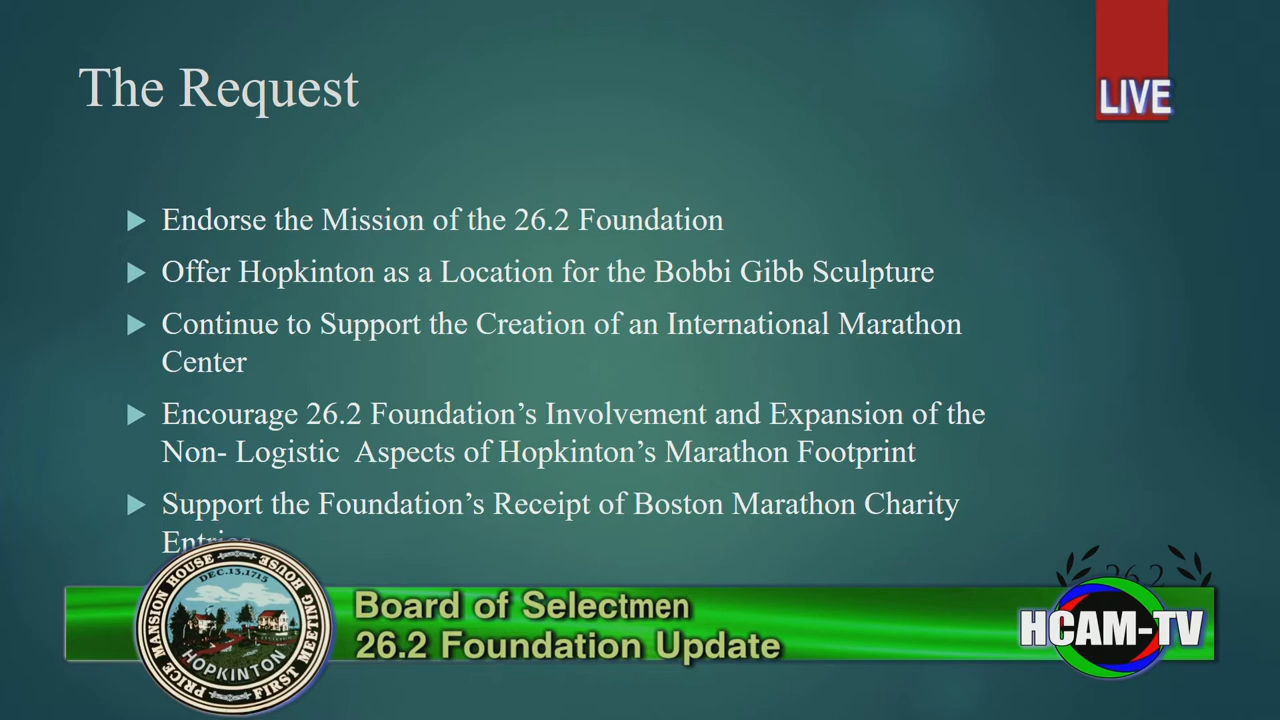 The Request
LIVE
Endorse the Mission of the 26.2 Foundation
Offer Hopkinton as a Location for the Bobbi Gibb Sculpture
Continue to Support the Creation of an International Marathon
Center
Encourage 26.2 Foundation’s Involvement and Expansion of the
Non- Logistic  Aspects of Hopkinton’s Marathon Footprint
Support the Foundation’s Receipt of Boston Marathon Charity
Entries
26.2
PRICE MANSION HOUSE
HOUSE
FIRST MEETING
DEC.13.1715
HOPKINTON
Board of Selectmen
26.2 Foundation Update
HCAM-TV